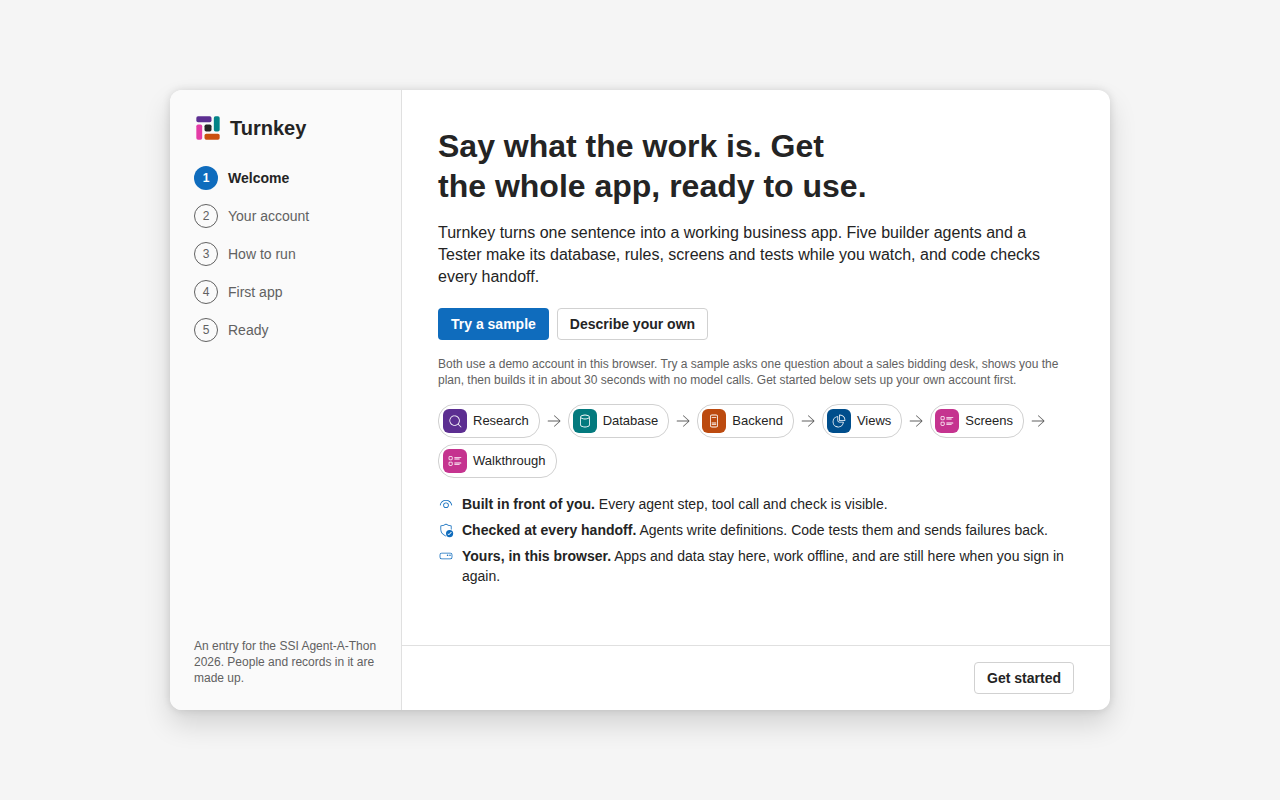 Turnkey
1 Welcome
2 Your account
3 How to run
4 First app
5 Ready
An entry for the SSI Agent-A-Thon
2026. People and records in it are
made up.
Say what the work is. Get
the whole app, ready to use.
Turnkey turns one sentence into a working business app. Five builder agents and a
Tester make its database, rules, screens and tests while you watch, and code checks
every handoff.
Try a sample Describe your own
Both use a demo account in this browser. Try a sample asks one question about a sales bidding desk, shows you the
plan, then builds it in about 30 seconds with no model calls. Get started below sets up your own account first.
Research Database Backend Views Screens
Walkthrough
Built in front of you. Every agent step, tool call and check is visible.
Checked at every handoff. Agents write definitions. Code tests them and sends failures back.
Yours, in this browser. Apps and data stay here, work offline, and are still here when you sign in
again.
Get started